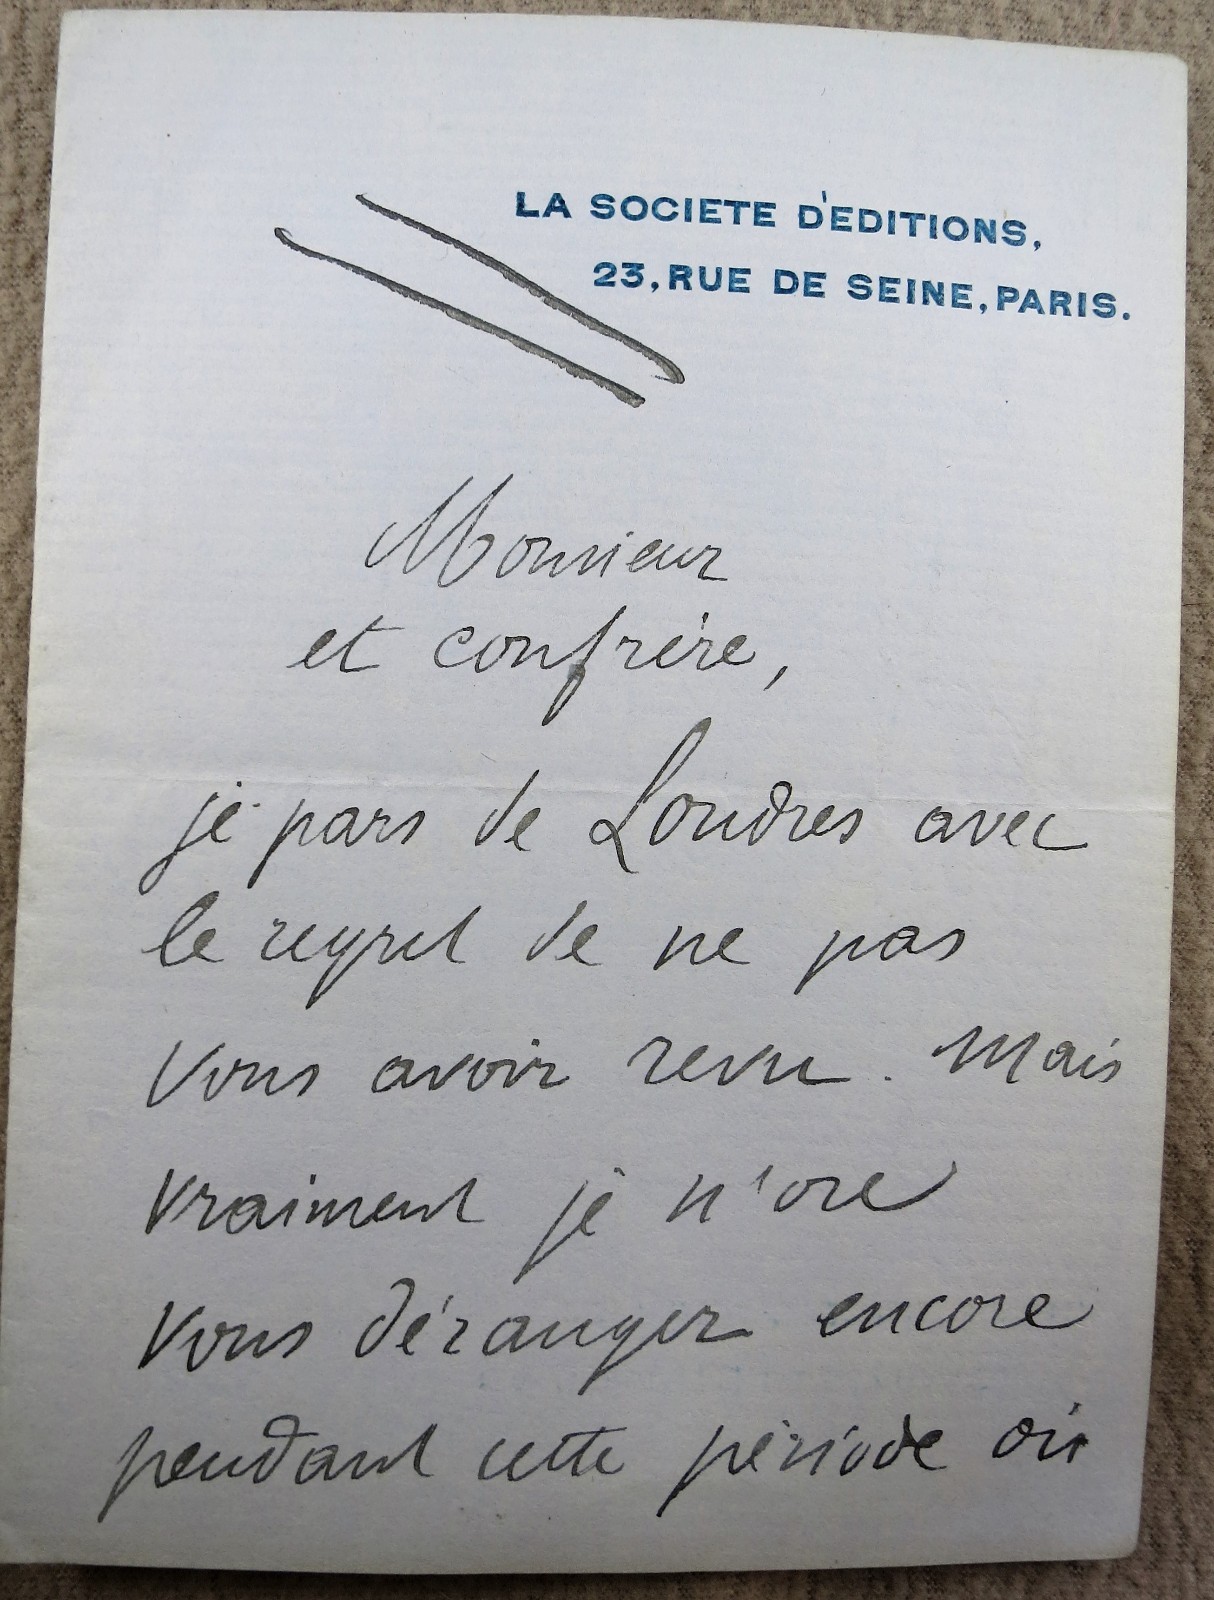 LA SOCIETE D'EDITIONS,
23, RUE DE SEINE, PARIS.
Monsieur
et confrère,
je pars de Londres avec
le regret de ne pas
vous avoir revu. Mais
vraiment je n'ose
vous déranger encore
pendant cette période où